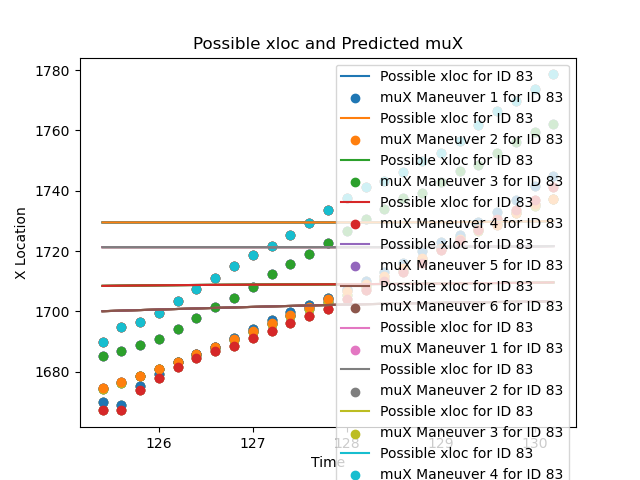 Possible xloc and Predicted muX
1780
1760
1740
1720
1700
1680
X Location
126
127
128
129
130
Time
Possible xloc for ID 83
muX Maneuver 1 for ID 83
Possible xloc for ID 83
muX Maneuver 2 for ID 83
Possible xloc for ID 83
muX Maneuver 3 for ID 83
Possible xloc for ID 83
muX Maneuver 4 for ID 83
Possible xloc for ID 83
muX Maneuver 5 for ID 83
Possible xloc for ID 83
muX Maneuver 6 for ID 83
Possible xloc for ID 83
muX Maneuver 1 for ID 83
Possible xloc for ID 83
muX Maneuver 2 for ID 83
Possible xloc for ID 83
muX Maneuver 3 for ID 83
Possible xloc for ID 83
muX Maneuver 4 for ID 83